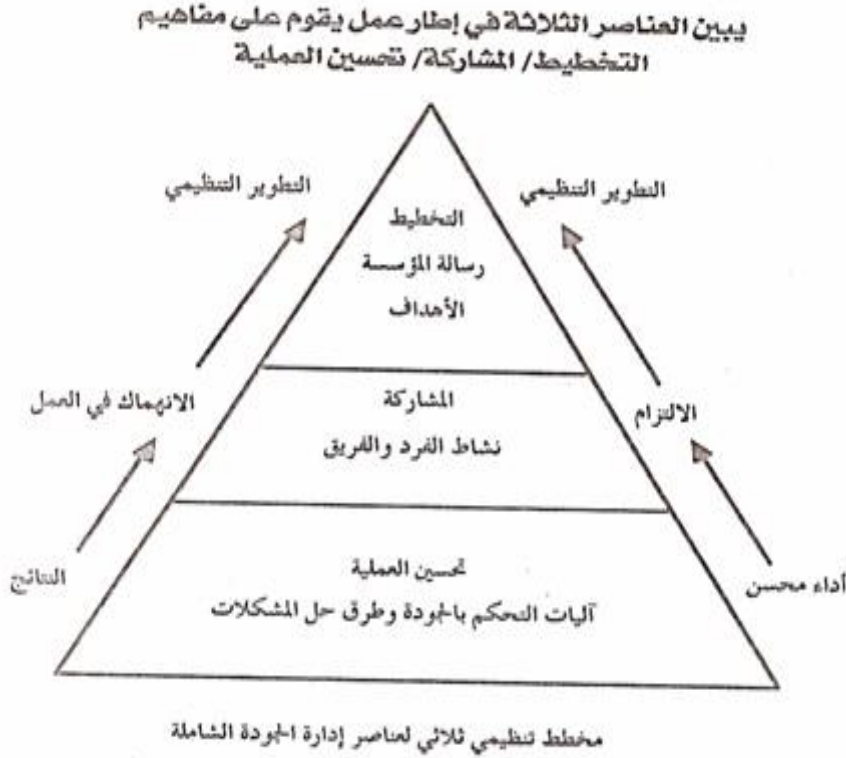 يبين العناصر الثلاثة في إطار عمل يقوم على مفاهيم
التخطيط/ المشاركة/ تحسين العملية
التطوير التنظيمي
التطوير التنظيمي
التخطيط
رسالة المؤسسة
الأهداف
الالتزام
المشاركة
الانهماك في العمل
نشاط الفرد والفريق
أداء محسن
تحسين العملية
النتائج
آليات التحكم بالجودة وطرق حل المشكلات
مخطط تنظيمي ثلاثي لعناصر إدارة الجودة الشاملة